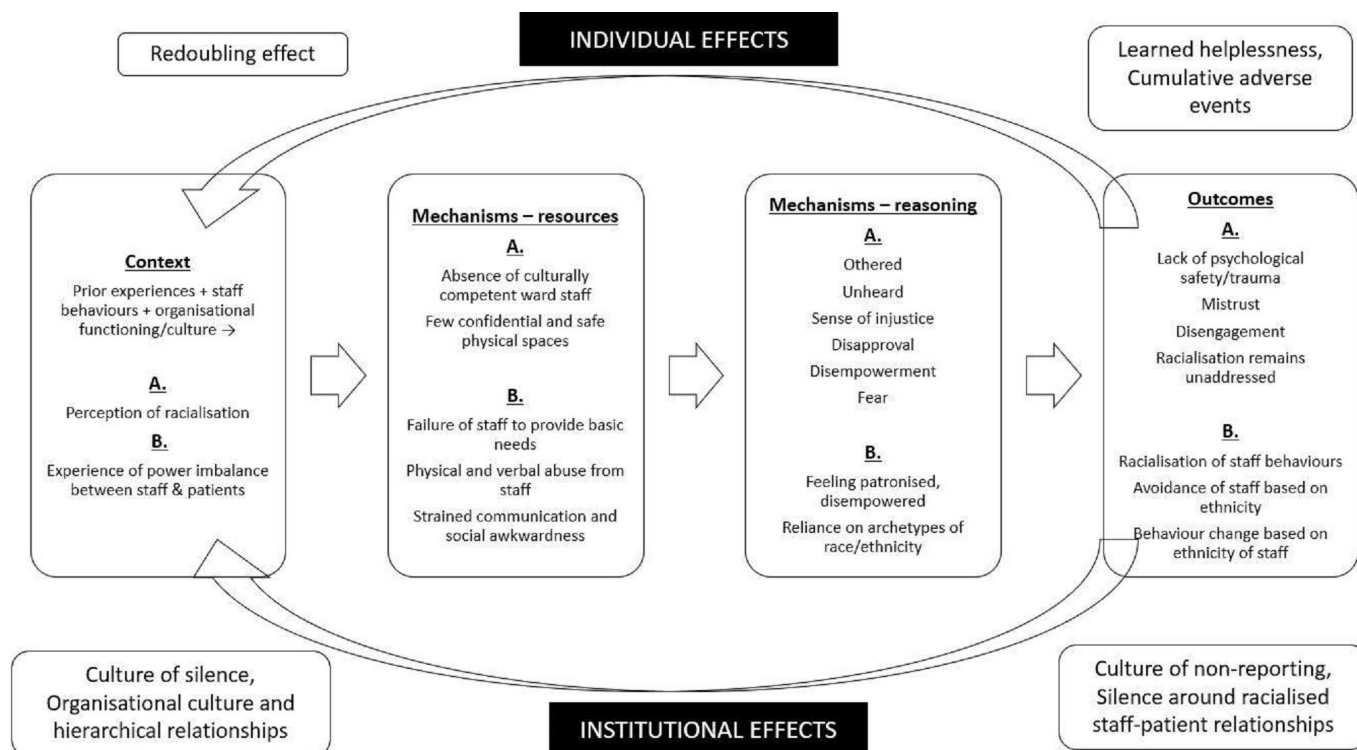 INDIVIDUAL EFFECTS
Redoubling effect
Learned helplessness,
Cumulative adverse
events
Context
Prior experiences + staff
behaviours + organisational
functioning/culture →
A.
Perception of racialisation
B.
Experience of power imbalance
between staff & patients
Mechanisms – resources
A.
Absence of culturally
competent ward staff
Few confidential and safe
physical spaces
B.
Failure of staff to provide basic
needs
Physical and verbal abuse from
staff
Strained communication and
social awkwardness
Mechanisms – reasoning
A.
Othered
Unheard
Sense of injustice
Disapproval
Disempowerment
Fear
B.
Feeling patronised,
disempowered
Reliance on archetypes of
race/ethnicity
Outcomes
A.
Lack of psychological
safety/trauma
Mistrust
Disengagement
Racialisation remains
unaddressed
B.
Racialisation of staff behaviours
Avoidance of staff based on
ethnicity
Behaviour change based on
ethnicity of staff
Culture of silence,
Organisational culture and
hierarchical relationships
INSTITUTIONAL EFFECTS
Culture of non-reporting,
Silence around racialised
staff-patient relationships